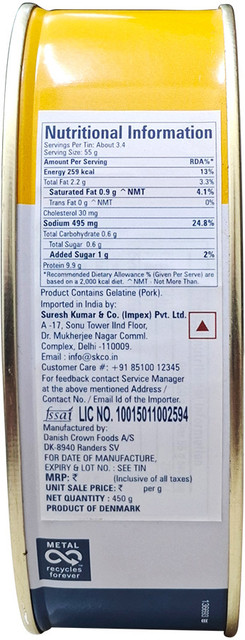 Nutritional Information
Servings Per Tin: About 3.4
Serving Size: 55 g
Amount Per Serving RDA%*
Energy 259 kcal 13%
Total Fat 2.2 g 3.3%
Saturated Fat 0.9 g ^ NMT 4.1%
Trans Fat 0 g ^ NMT 0%
Cholesterol 30 mg
Sodium 495 mg 24.8%
Total Carbohydrate 0.6 g
Total Sugar 0.6 g
Added Sugar 1 g 2%
Protein 9.9 g
*Recommended Dietary Allowance % (Given Per Serve) are
based on a 2,000 kcal diet. ^ NMT - Not More Than.
Product Contains Gelatine (Pork).
Imported in India by:
Suresh Kumar & Co. (Impex) Pvt. Ltd.
A -17, Sonu Tower IInd Floor,
Dr. Mukherjee Nagar Comml.
Complex, Delhi -110009.
Email : info@skco.in
Customer Care #: +91 85100 12345
For feedback contact Service Manager
at the above mentioned Address /
Contact No. / Email Id of the Importer.
fssai LIC NO. 10015011002594
Manufactured by:
Danish Crown Foods A/S
DK-8940 Randers SV
FOR DATE OF MANUFACTURE,
EXPIRY & LOT NO. : SEE TIN
MRP: ₹ (Inclusive of all taxes)
UNIT SALE PRICE: ₹ per g
NET QUANTITY : 450 g
PRODUCT OF DENMARK
METAL
recycles
forever